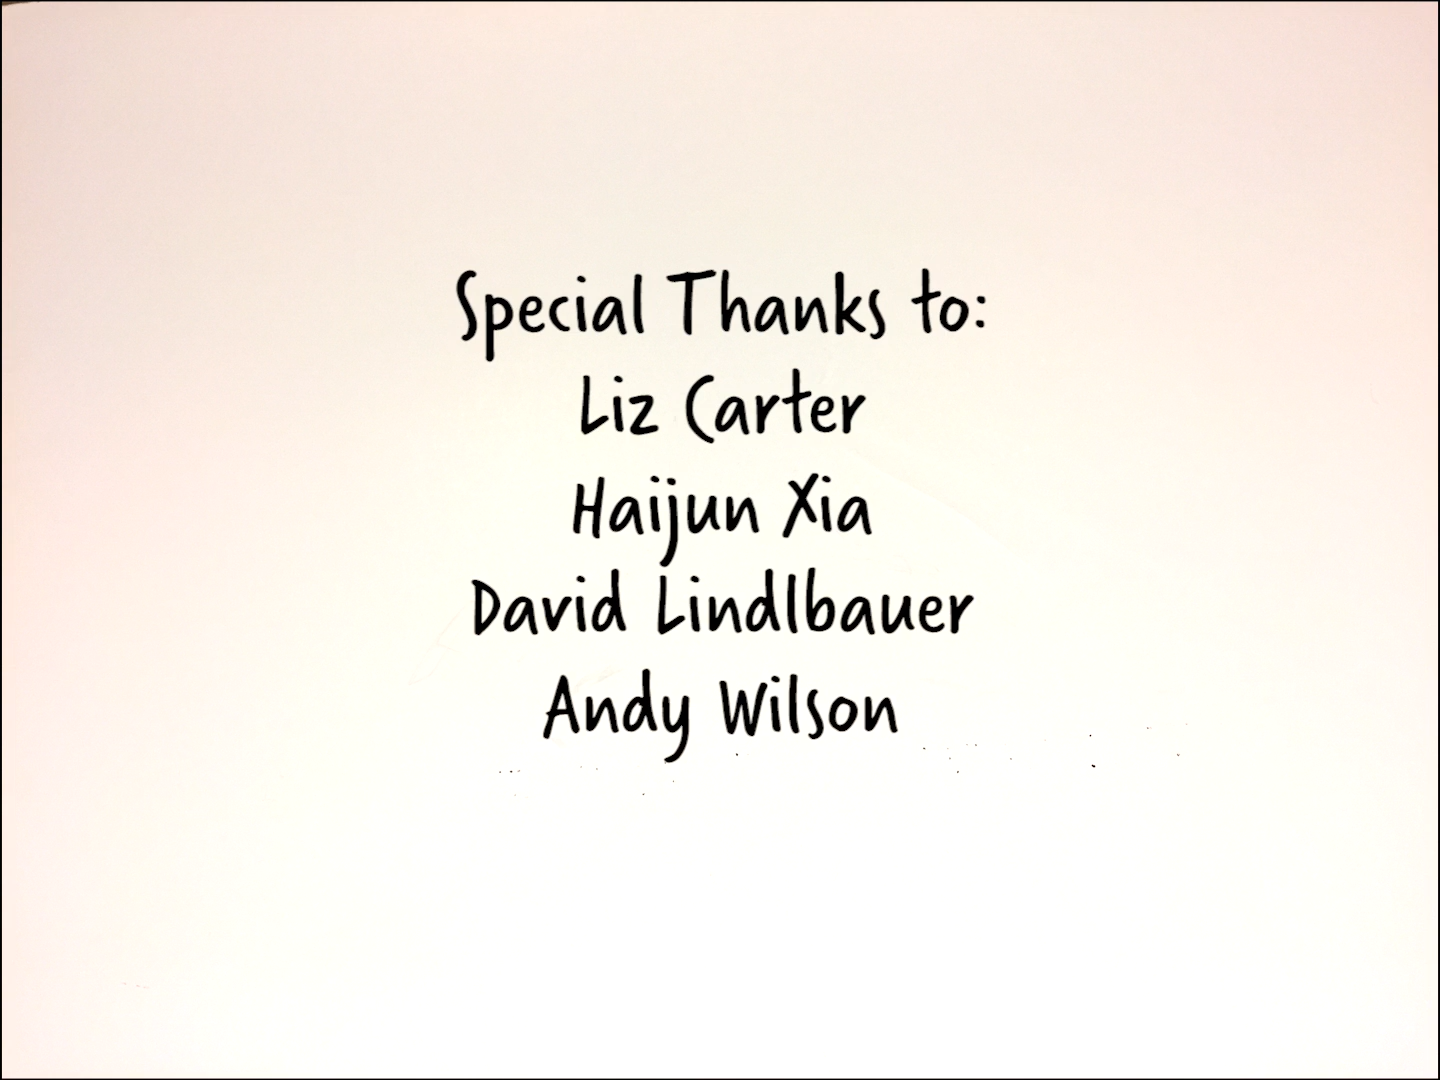 Special Thanks to:
Liz Carter
Haijun Xia
David Lindlbauer
Andy Wilson